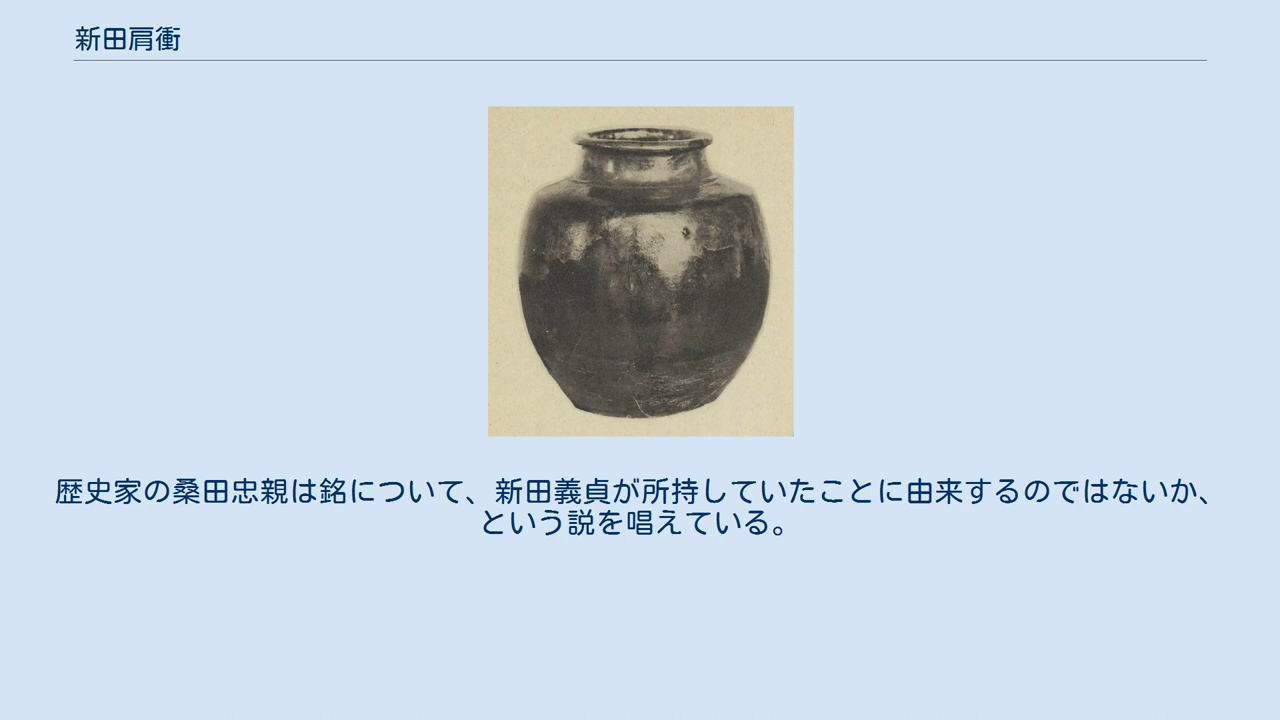 新田肩衝
歴史家の桑田忠親は銘について、新田義貞が所持していたことに由来するのではないか、
という説を唱えている。